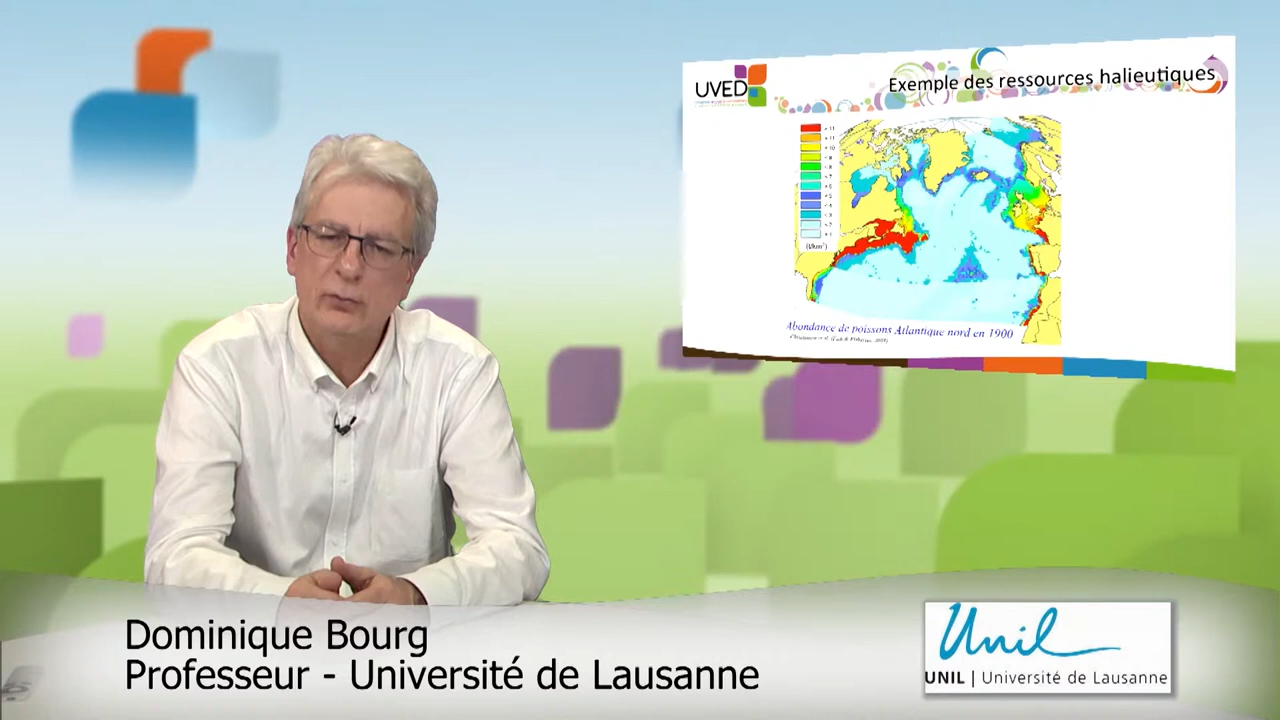 UVED
Exemple des ressources halieutiques
(t/km²)
Abondance de poissons Atlantique nord en 1900
Dominique Bourg
Professeur - Université de Lausanne
Unil
UNIL | Université de Lausanne